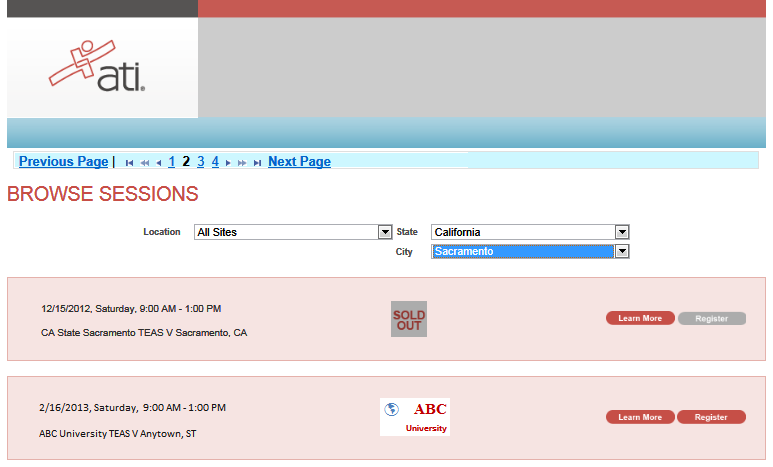 ati®
Previous Page | 1 2 3 4 Next Page
BROWSE SESSIONS
Location All Sites State California
City Sacramento
12/15/2012, Saturday, 9:00 AM - 1:00 PM
CA State Sacramento TEAS V Sacramento, CA
SOLD
OUT
Learn More Register
2/16/2013, Saturday, 9:00 AM - 1:00 PM
ABC University TEAS V Anytown, ST
ABC
University
Learn More Register